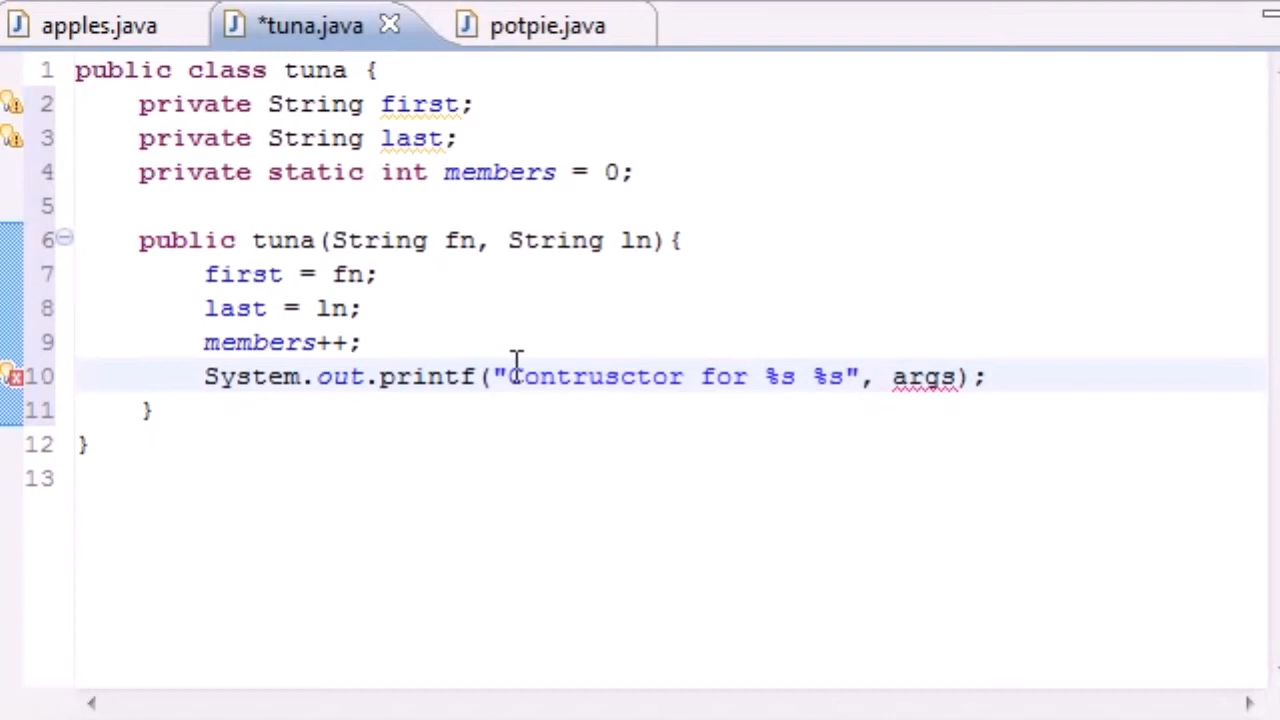 apples.java *tuna.java potpie.java
1 public class tuna {
2 private String first;
3 private String last;
4 private static int members = 0;
5
6 public tuna(String fn, String ln){
7 first = fn;
8 last = ln;
9 members++;
10 System.out.printf("Contrusctor for %s %s", args);
11 }
12 }
13